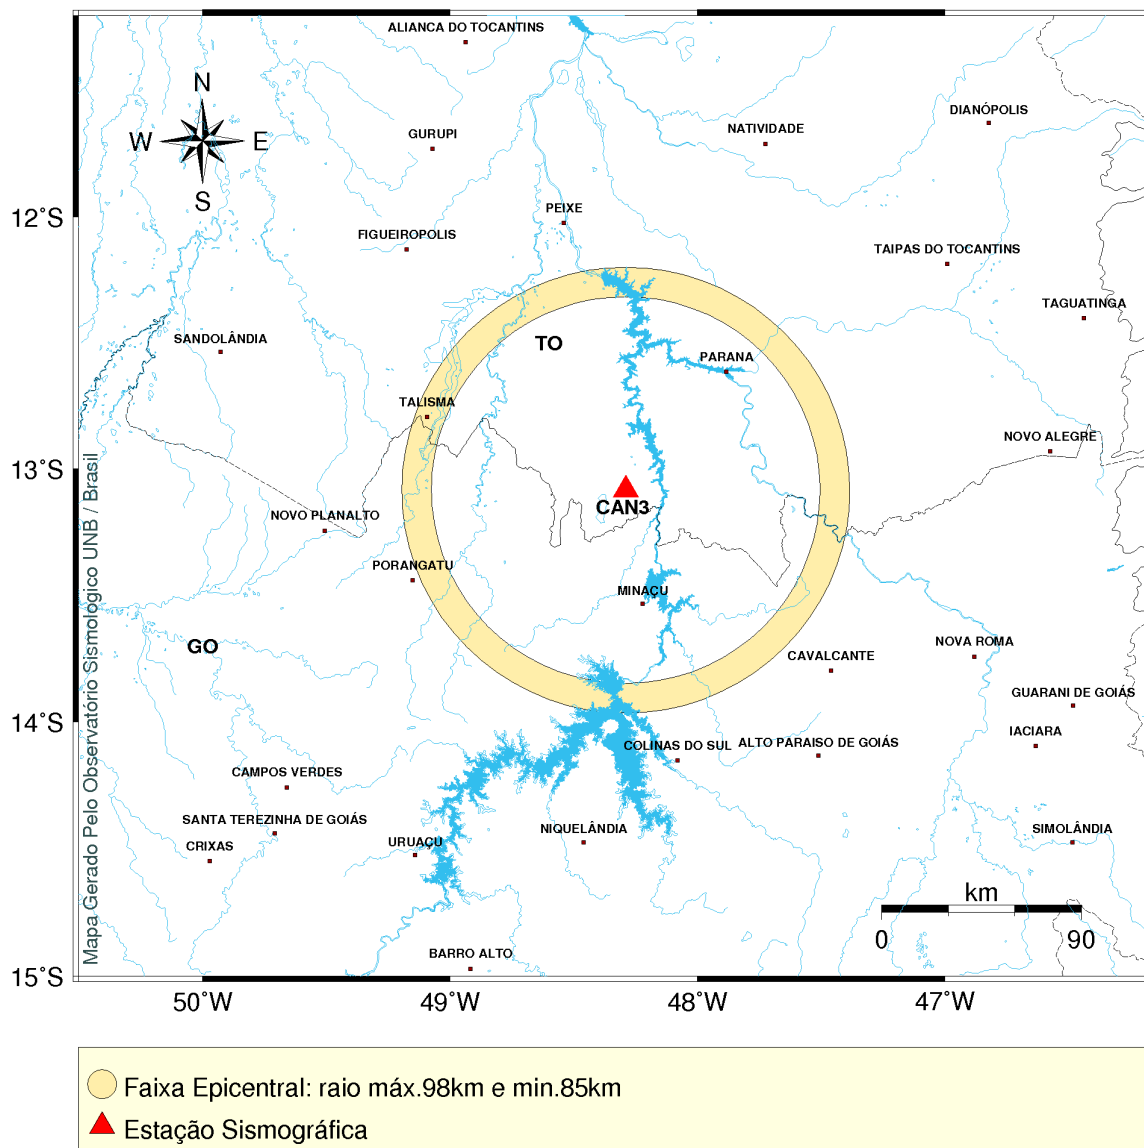 ALIANCA DO TOCANTINS
N
W
E
S
GURUPI
NATIVIDADE
DIANÓPOLIS
12°S
PEIXE
FIGUEIROPOLIS
TAIPAS DO TOCANTINS
TAGUATINGA
SANDOLÂNDIA
TO
PARANA
TALISMA
13°S
NOVO ALEGRE
CAN3
NOVO PLANALTO
PORANGATU
MINAÇU
GO
CAVALCANTE
NOVA ROMA
GUARANI DE GOIÁS
14°S
IACIARA
COLINAS DO SUL
ALTO PARAISO DE GOIÁS
CAMPOS VERDES
SANTA TEREZINHA DE GOIÁS
CRIXAS
URUAÇU
NIQUELÂNDIA
SIMOLÂNDIA
km
0
90
BARRO ALTO
15°S
50°W
49°W
48°W
47°W
Mapa Gerado Pelo Observatório Sismologico UNB / Brasil
Faixa Epicentral: raio máx.98km e min.85km
Estação Sismográfica